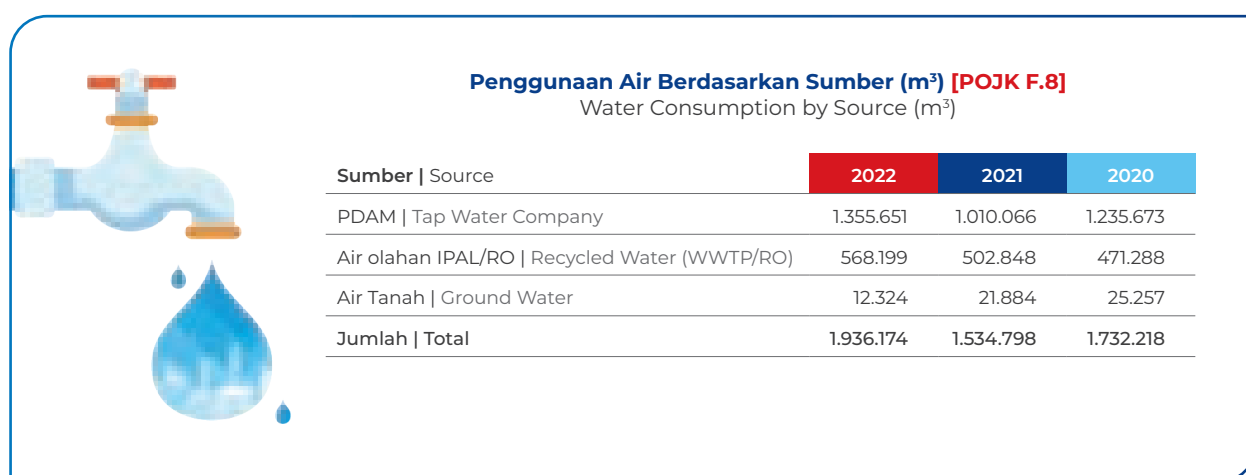 Penggunaan Air Berdasarkan Sumber (m³) [POJK F.8]
Water Consumption by Source (m³)
Sumber | Source 2022 2021 2020
PDAM | Tap Water Company 1.355.651 1.010.066 1.235.673
Air olahan IPAL/RO | Recycled Water (WWTP/RO) 568.199 502.848 471.288
Air Tanah | Ground Water 12.324 21.884 25.257
Jumlah | Total 1.936.174 1.534.798 1.732.218